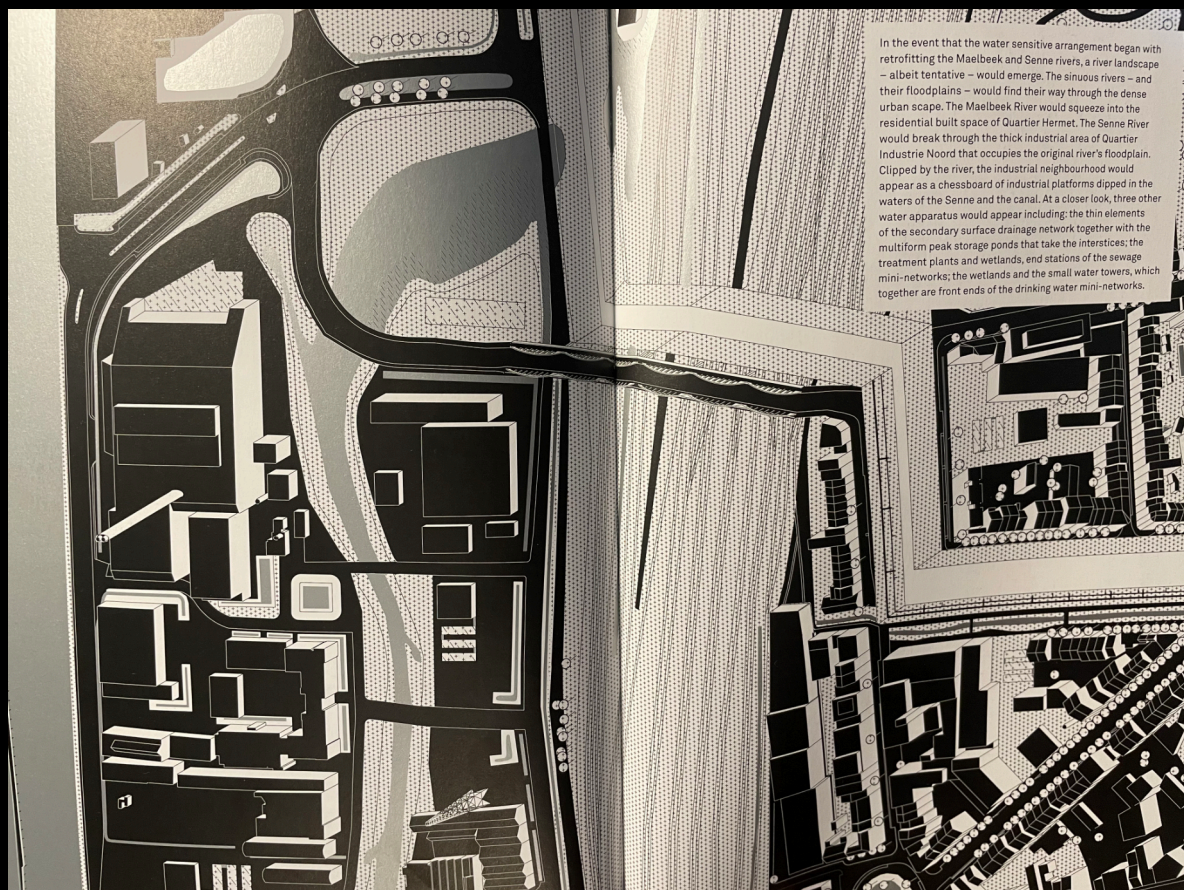 In the event that the water sensitive arrangement began with
retrofitting the Maelbeek and Senne rivers, a river landscape
– albeit tentative – would emerge. The sinuous rivers – and
their floodplains – would find their way through the dense
urban scape. The Maelbeek River would squeeze into the
residential built space of Quartier Hermet. The Senne River
would break through the thick industrial area of Quartier
Industrie Noord that occupies the original river's floodplain.
Clipped by the river, the industrial neighbourhood would
appear as a chessboard of industrial platforms dipped in the
waters of the Senne and the canal. At a closer look, three other
water apparatus would appear including: the thin elements
of the secondary surface drainage network together with the
multiform peak storage ponds that take the interstices; the
treatment plants and wetlands, end stations of the sewage
mini-networks; the wetlands and the small water towers, which
together are front ends of the drinking water mini-networks.